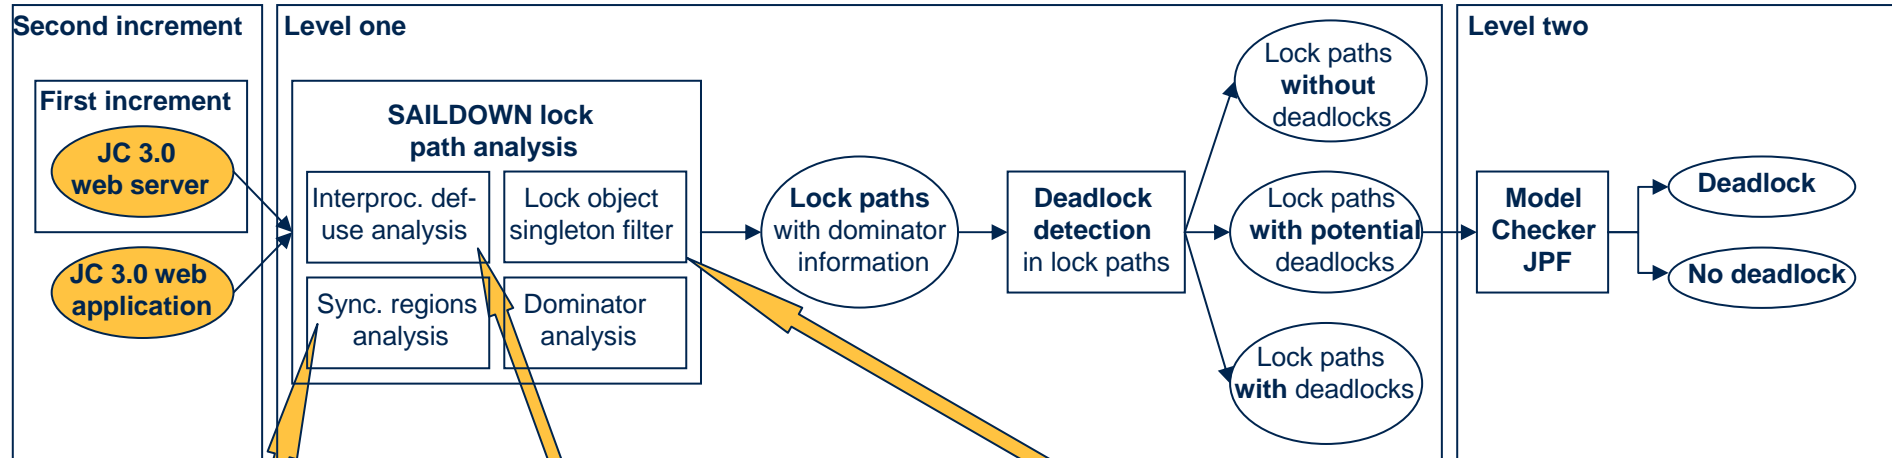 Second increment
First increment
JC 3.0
web server
JC 3.0 web
application
Level one
SAILDOWN lock
path analysis
Interproc. def-
use analysis
Lock object
singleton filter
Sync. regions
analysis
Dominator
analysis
Lock paths
with dominator
information
Deadlock
detection
in lock paths
Lock paths
without
deadlocks
Lock paths
with potential
deadlocks
Lock paths
with deadlocks
Level two
Model
Checker
JPF
Deadlock
No deadlock